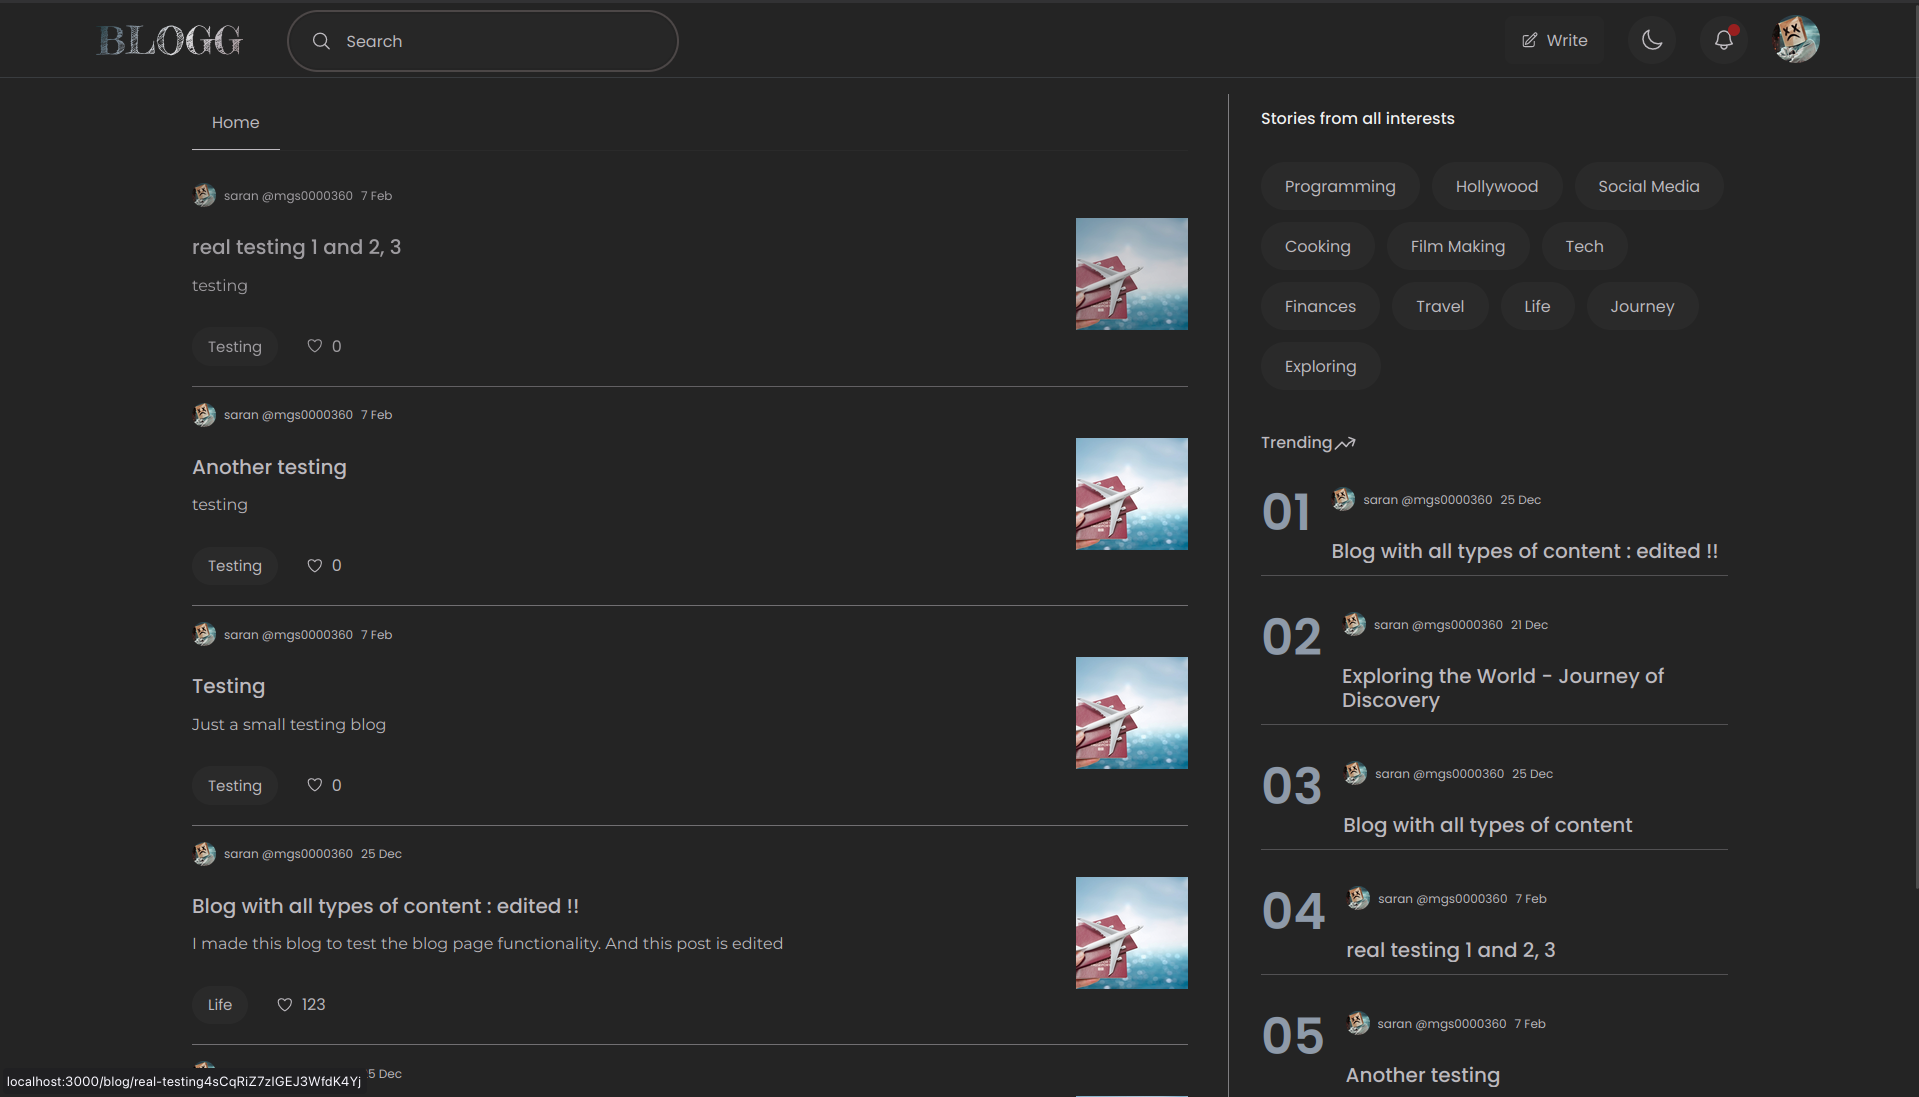 BLOGG
Search
Write
Home
saran @mgs0000360 7 Feb
real testing 1 and 2, 3
testing
Testing
0
saran @mgs0000360 7 Feb
Another testing
testing
Testing
0
saran @mgs0000360 7 Feb
Testing
Just a small testing blog
Testing
0
saran @mgs0000360 25 Dec
Blog with all types of content : edited !!
I made this blog to test the blog page functionality. And this post is edited
Life
123
5 Dec
localhost:3000/blog/real-testing4sCqRiZ7zIGEJ3WfdK4Yj
Stories from all interests
Programming
Hollywood
Social Media
Cooking
Film Making
Tech
Finances
Travel
Life
Journey
Exploring
Trending
01
saran @mgs0000360 25 Dec
Blog with all types of content : edited !!
02
saran @mgs0000360 21 Dec
Exploring the World - Journey of
Discovery
03
saran @mgs0000360 25 Dec
Blog with all types of content
04
saran @mgs0000360 7 Feb
real testing 1 and 2, 3
05
saran @mgs0000360 7 Feb
Another testing